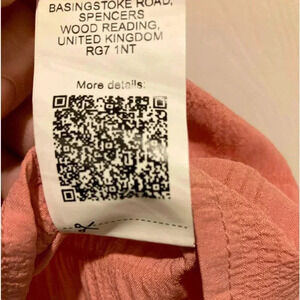 BASINGSTOKE ROAD,
SPENCERS
WOOD READING,
UNITED KINGDOM
RG7 1NT
More details: